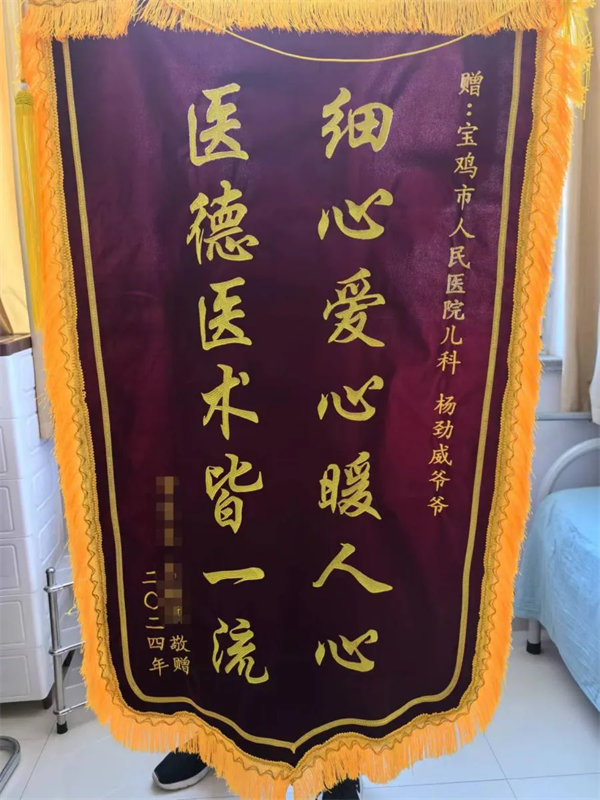 赠：宝鸡市人民医院儿科 杨劲威爷爷
细心爱心暖人心
医德医术皆一流
敬赠
二〇二四年